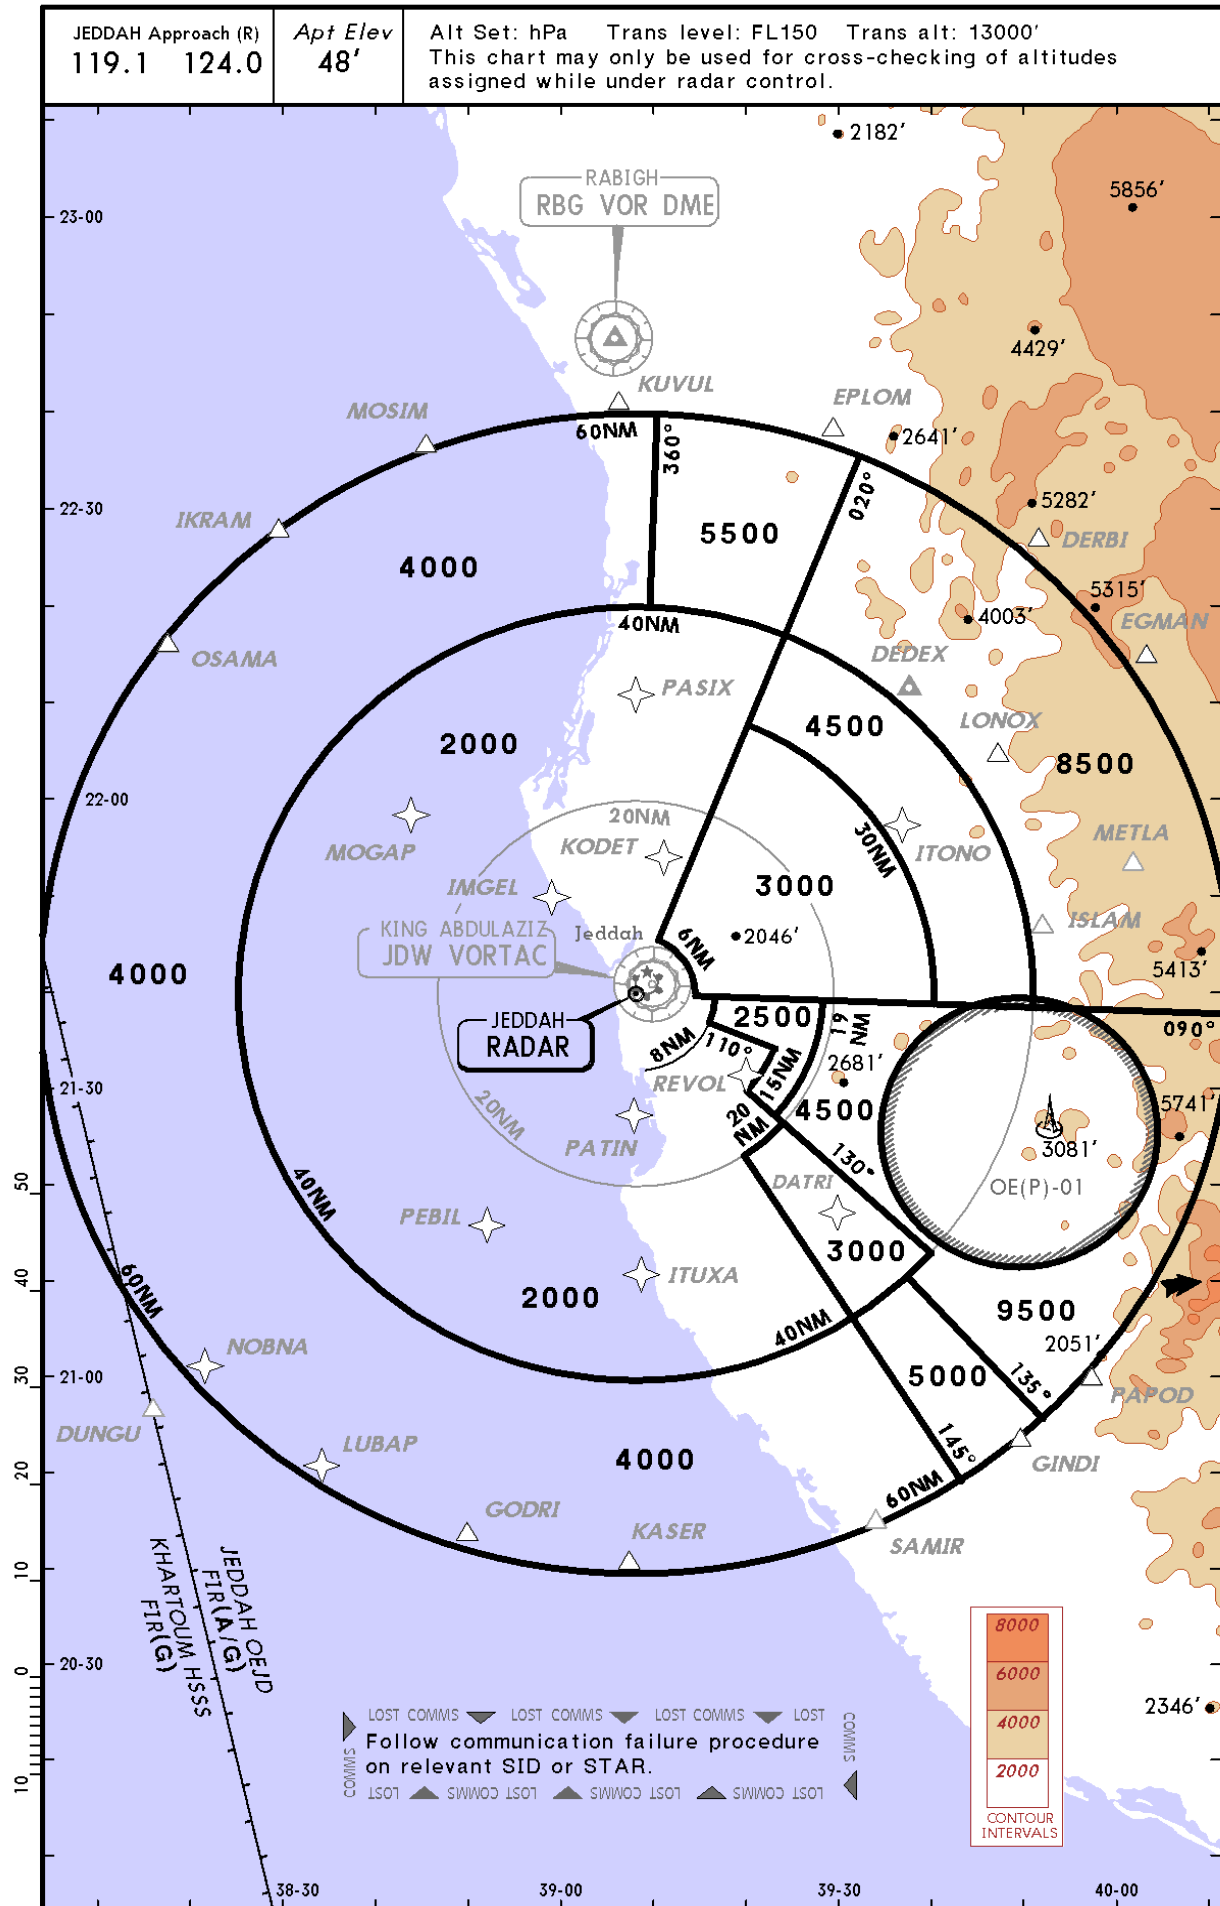 JEDDAH Approach (R)
119.1 124.0
Apt Elev
48'
Alt Set: hPa Trans level: FL150 Trans alt: 13000'
This chart may only be used for cross-checking of altitudes
assigned while under radar control.
2182'
RABIGH
RBG VOR DME
5856'
23-00
4429'
KUVUL
EPLOM
MOSIM
60NM
360°
2641'
020°
5282'
22-30
IKRAM
5500
DERBI
4000
5315'
4003'
EGMAN
40NM
OSAMA
DEDEX
PASIX
LONOX
4500
2000
8500
22-00
20NM
METLA
MOGAP
KODET
30NM
ITONO
IMGEL
3000
ISLAM
KING ABDULAZIZ
JDW VORTAC
Jeddah
6NM
2046'
4000
5413'
JEDDAH
RADAR
2500
19
NM
090°
8NM
110°
2681'
REVOL
15NM
21-30
20NM
4500
5741'
20
NM
PATIN
3081'
130°
OE(P)-01
50
40NM
DATRI
PEBIL
3000
40
60NM
ITUXA
2000
9500
40NM
2051'
NOBNA
30
21-00
5000
135°
PAPOD
DUNGU
LUBAP
145°
4000
GINDI
20
60NM
GODRI
KASER
SAMIR
10
JEDDAH OEJD
FIR(A/G)
KHARTOUM HSSS
FIR(G)
8000
6000
4000
2000
CONTOUR
INTERVALS
0
20-30
2346'
LOST COMMS LOST COMMS LOST COMMS LOST
COMMS
Follow communication failure procedure
on relevant SID or STAR.
COMMS
LOST COMMS LOST COMMS LOST COMMS LOST
10
38-30
39-00
39-30
40-00